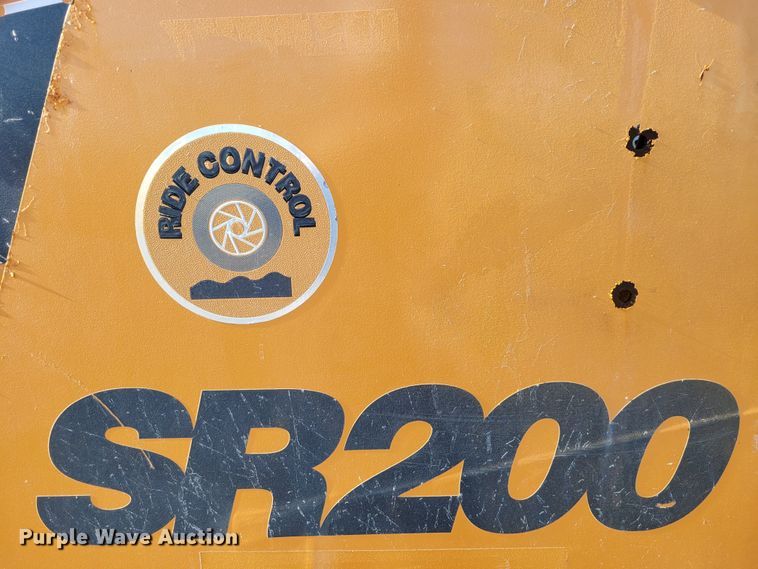 RIDE CONTROL
SR200
Purple Wave Auction